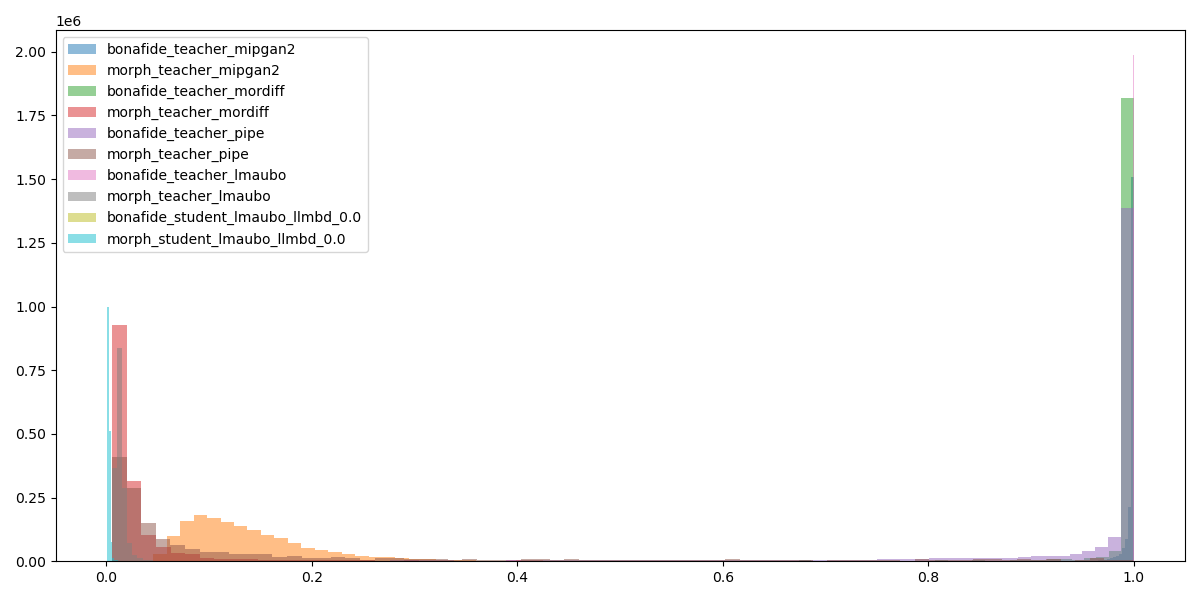 1e6
2.00
1.75
1.50
1.25
1.00
0.75
0.50
0.25
0.00
bonafide_teacher_mipgan2
morph_teacher_mipgan2
bonafide_teacher_mordiff
morph_teacher_mordiff
bonafide_teacher_pipe
morph_teacher_pipe
bonafide_teacher_lmaubo
morph_teacher_lmaubo
bonafide_student_lmaubo_llmbd_0.0
morph_student_lmaubo_llmbd_0.0
0.0 0.2 0.4 0.6 0.8 1.0